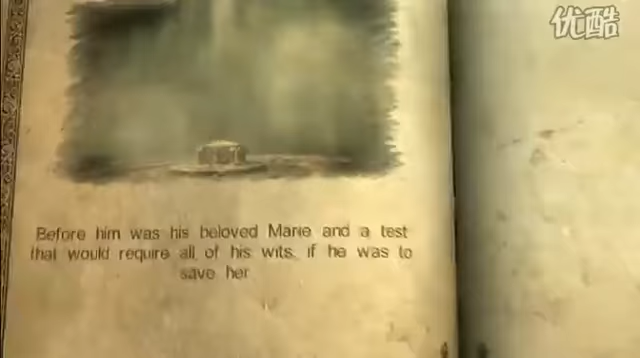 优酷
Before him was his beloved Marie and a test
that would require all of his wits, if he was to
save her